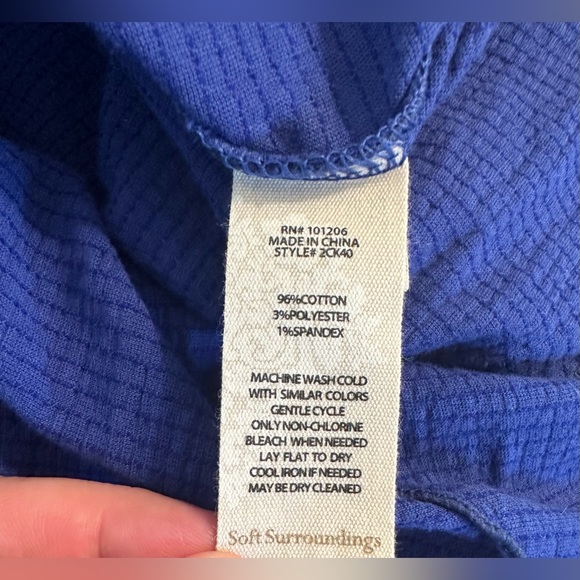 RN# 101206
MADE IN CHINA
STYLE# 2CK40
96%COTTON
3%POLYESTER
1%SPANDEX
MACHINE WASH COLD
WITH SIMILAR COLORS
GENTLE CYCLE
ONLY NON-CHLORINE
BLEACH WHEN NEEDED
LAY FLAT TO DRY
COOL IRON IF NEEDED
MAY BE DRY CLEANED
Soft Surroundings